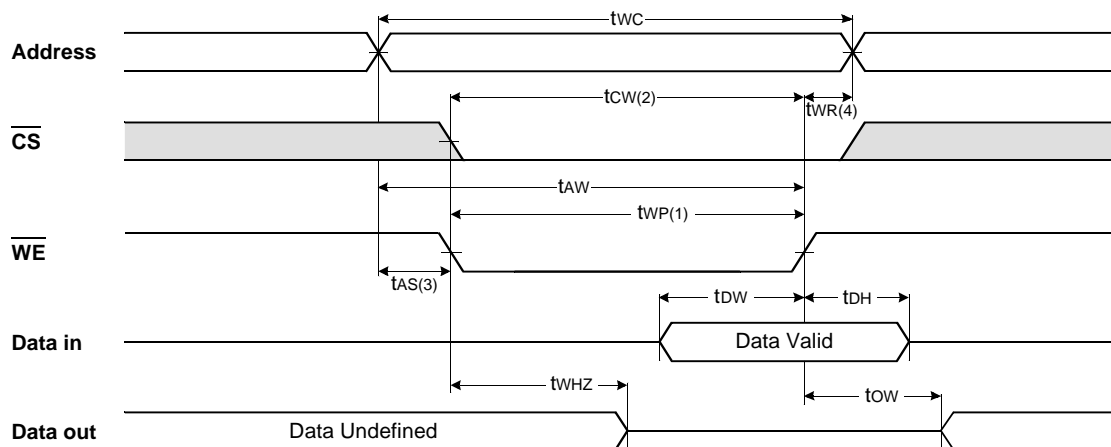 tWC
Address
tCW(2)
tWR(4)
CS
tAW
tWP(1)
WE
tAS(3)
tDW
tDH
Data in
Data Valid
tWHZ
tOW
Data out
Data Undefined